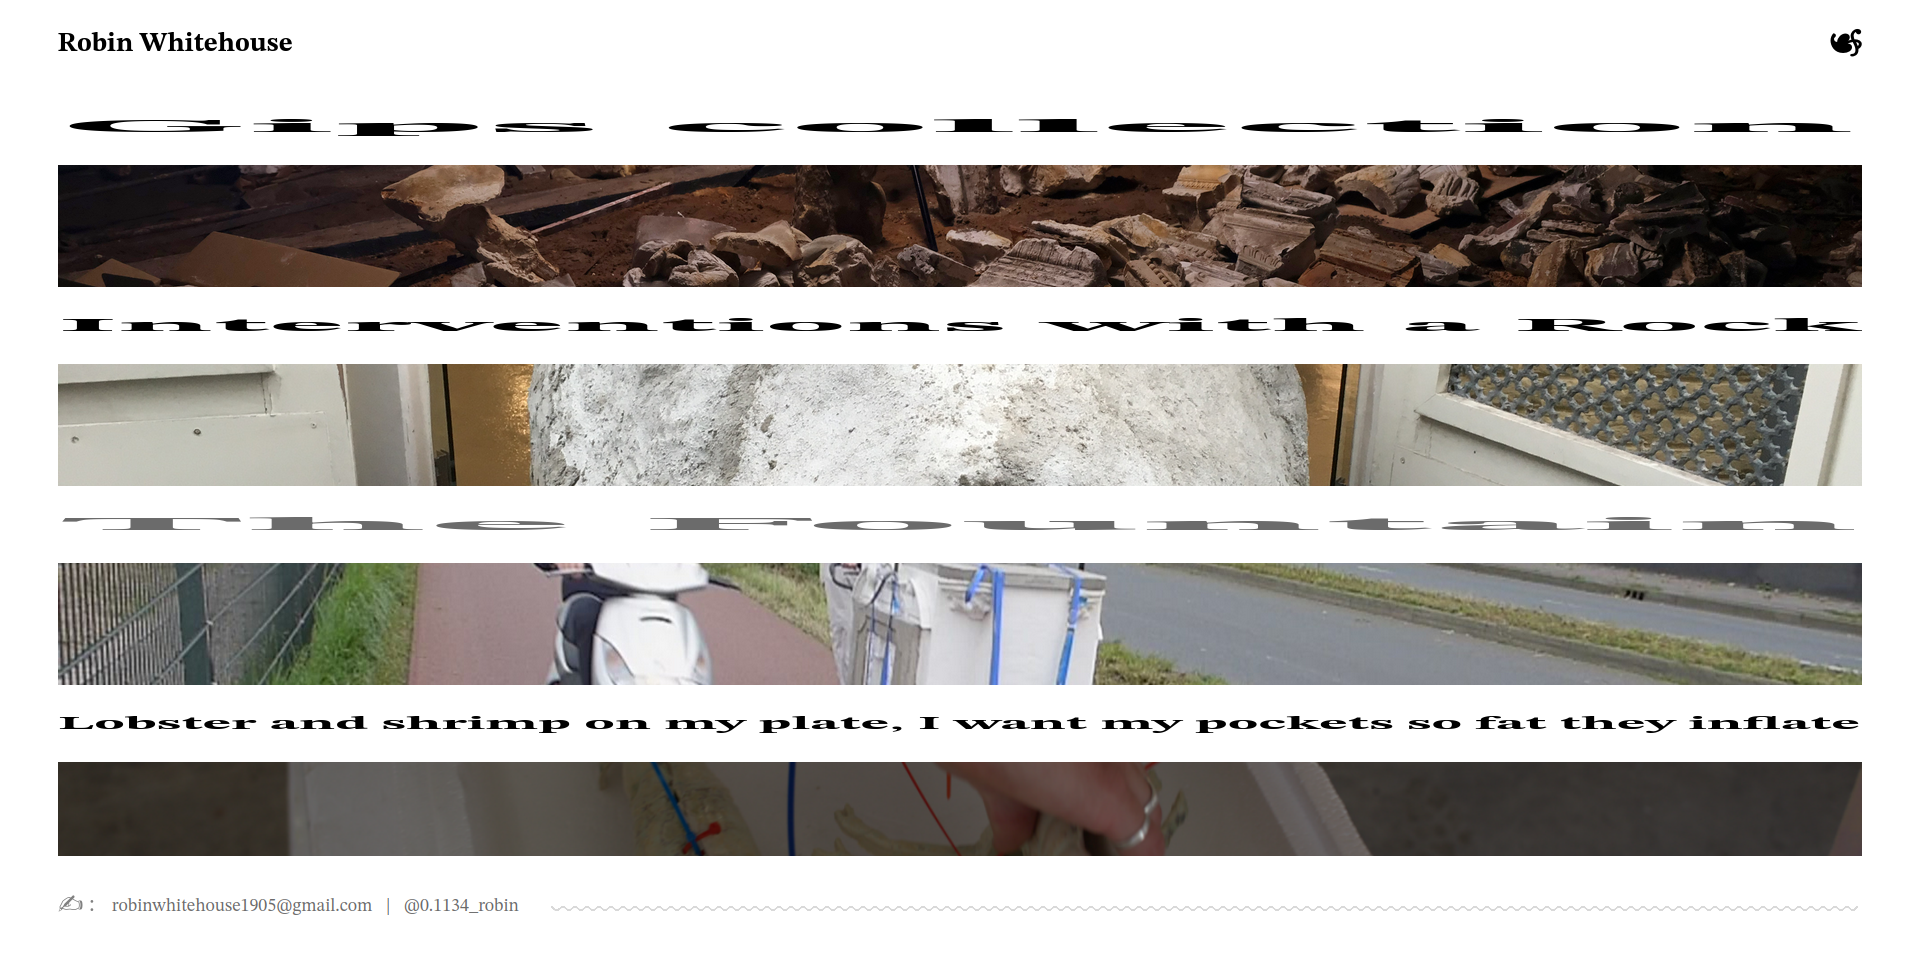 Robin Whitehouse
Gips collection
Interventions with a Rock
The Fountain
Lobster and shrimp on my plate, I want my pockets so fat they inflate
✍ : robinwhitehouse1905@gmail.com | @0.1134_robin